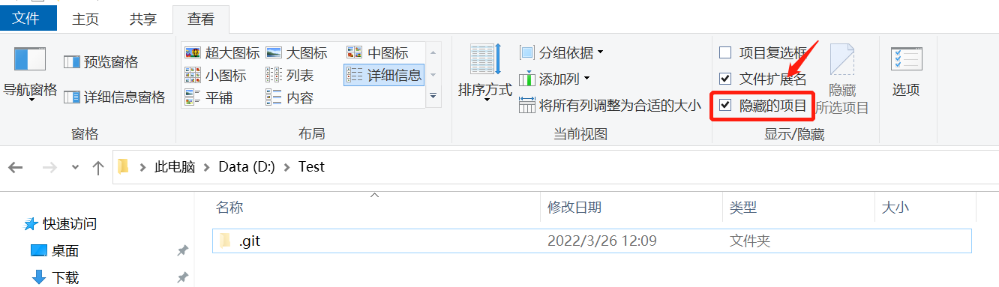 文件 主页 共享 查看
导航窗格
预览窗格
详细信息窗格
窗格
超大图标 大图标 中图标
小图标 列表 详细信息
平铺 内容
布局
排序方式
分组依据
添加列
将所有列调整为合适的大小
当前视图
项目复选框
文件扩展名
隐藏的项目
隐藏
所选项目
显示/隐藏
选项
此电脑 Data (D:) Test
名称 修改日期 类型 大小
快速访问
桌面
下载
.git 2022/3/26 12:09 文件夹